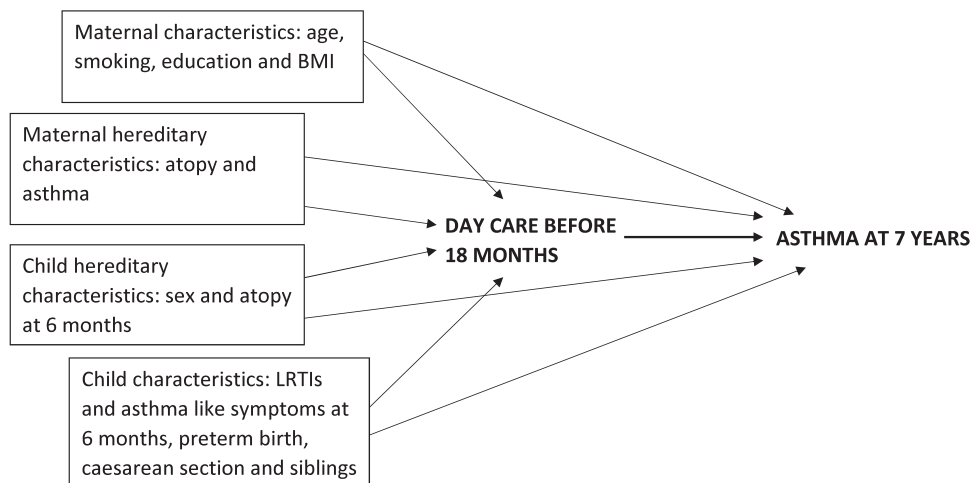 Maternal characteristics: age,
smoking, education and BMI
Maternal hereditary
characteristics: atopy and
asthma
DAY CARE BEFORE
18 MONTHS
ASTHMA AT 7 YEARS
Child hereditary
characteristics: sex and atopy
at 6 months
Child characteristics: LRTIs
and asthma like symptoms at
6 months, preterm birth,
caesarean section and siblings